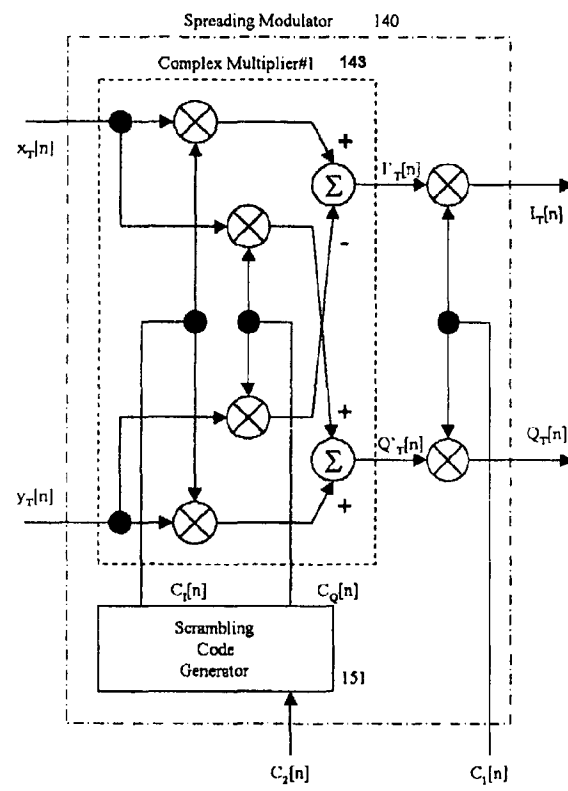 Spreading Modulator 140
Complex Multiplier#1 143
x_T[n]
+
Σ
I'_T[n]
I_T[n]
-
+
Σ
Q'_T[n]
Q_T[n]
+
y_T[n]
C_I[n]
C_Q[n]
Scrambling
Code
Generator
151
C_2[n]
C_1[n]